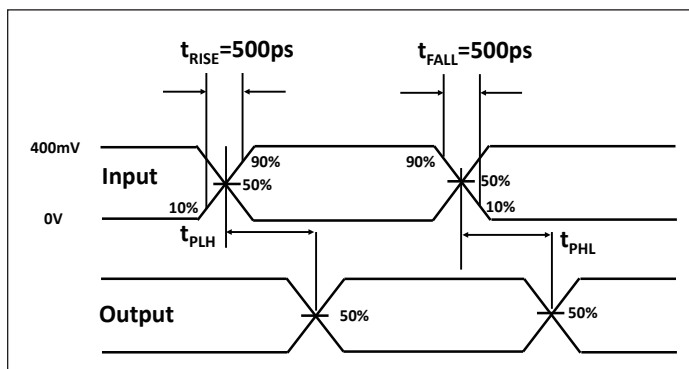 tRISE=500ps
tFALL=500ps
400mV
90%
90%
Input
50%
50%
10%
10%
0V
tPLH
tPHL
Output
50%
50%